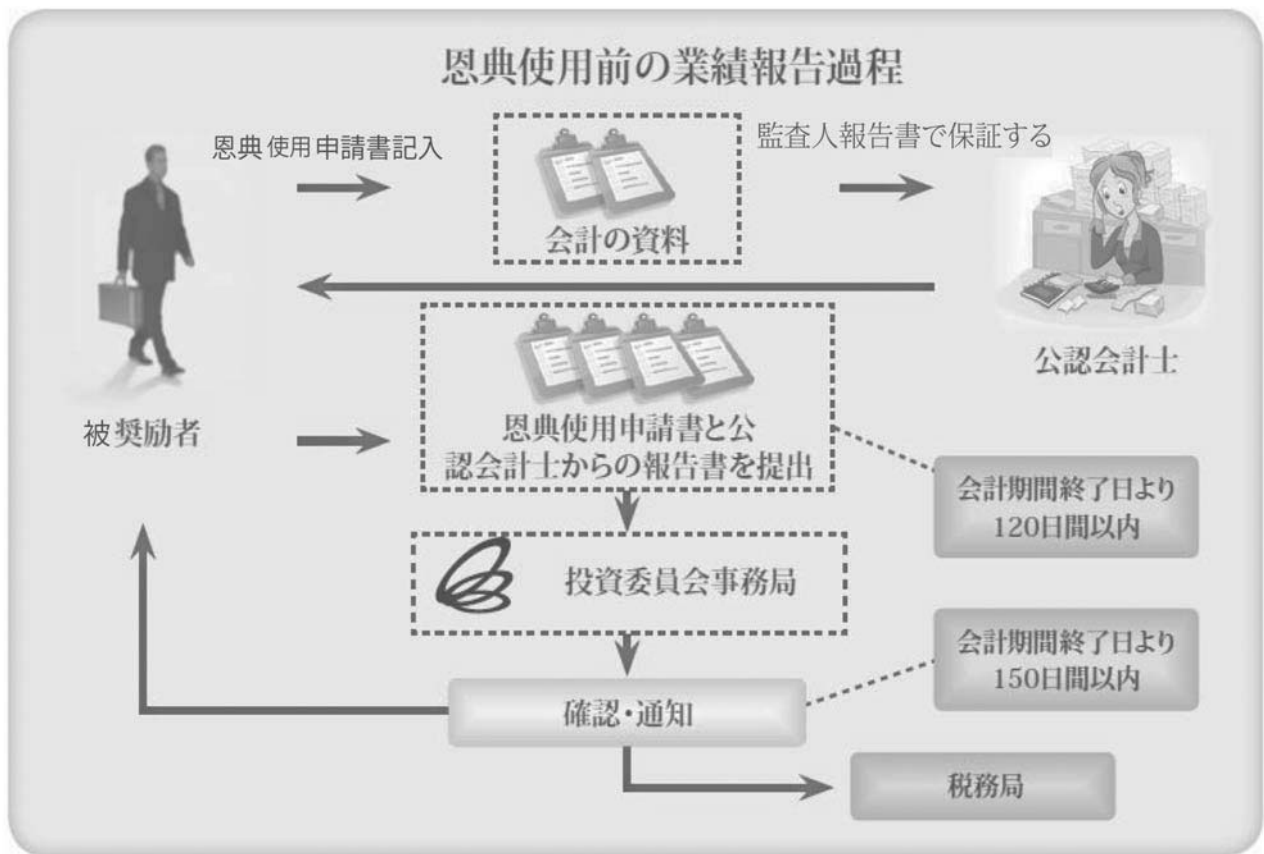 恩典使用前の業績報告過程
恩典使用申請書記入
監査人報告書で保証する
会計の資料
公認会計士
被奨励者
恩典使用申請書と公
認会計士からの報告書を提出
会計期間終了日より
120日間以内
投資委員会事務局
会計期間終了日より
150日間以内
確認・通知
税務局